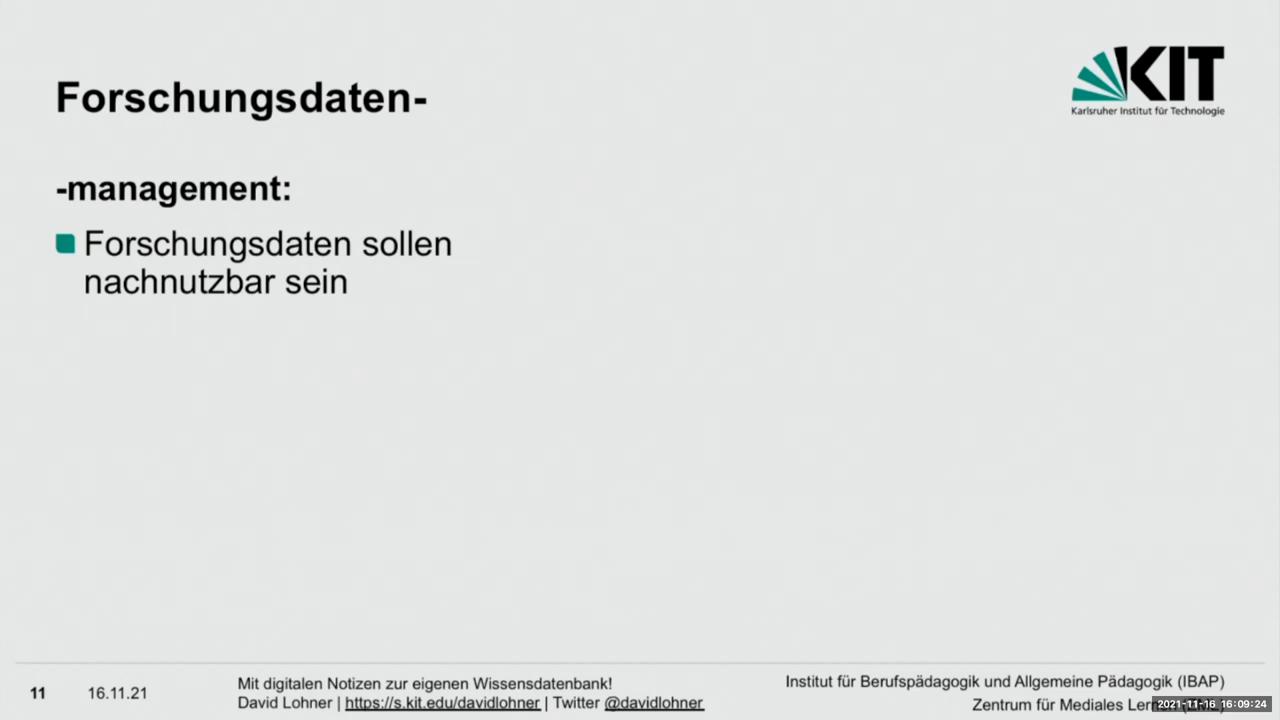 KIT
Karlsruher Institut für Technologie
Forschungsdaten-
-management:
Forschungsdaten sollen
nachnutzbar sein
11
16.11.21
Mit digitalen Notizen zur eigenen Wissensdatenbank!
David Lohner | https://s.kit.edu/davidlohner | Twitter @davidlohner
Institut für Berufspädagogik und Allgemeine Pädagogik (IBAP)
Zentrum für Mediales
2021-11-16 16:09:24